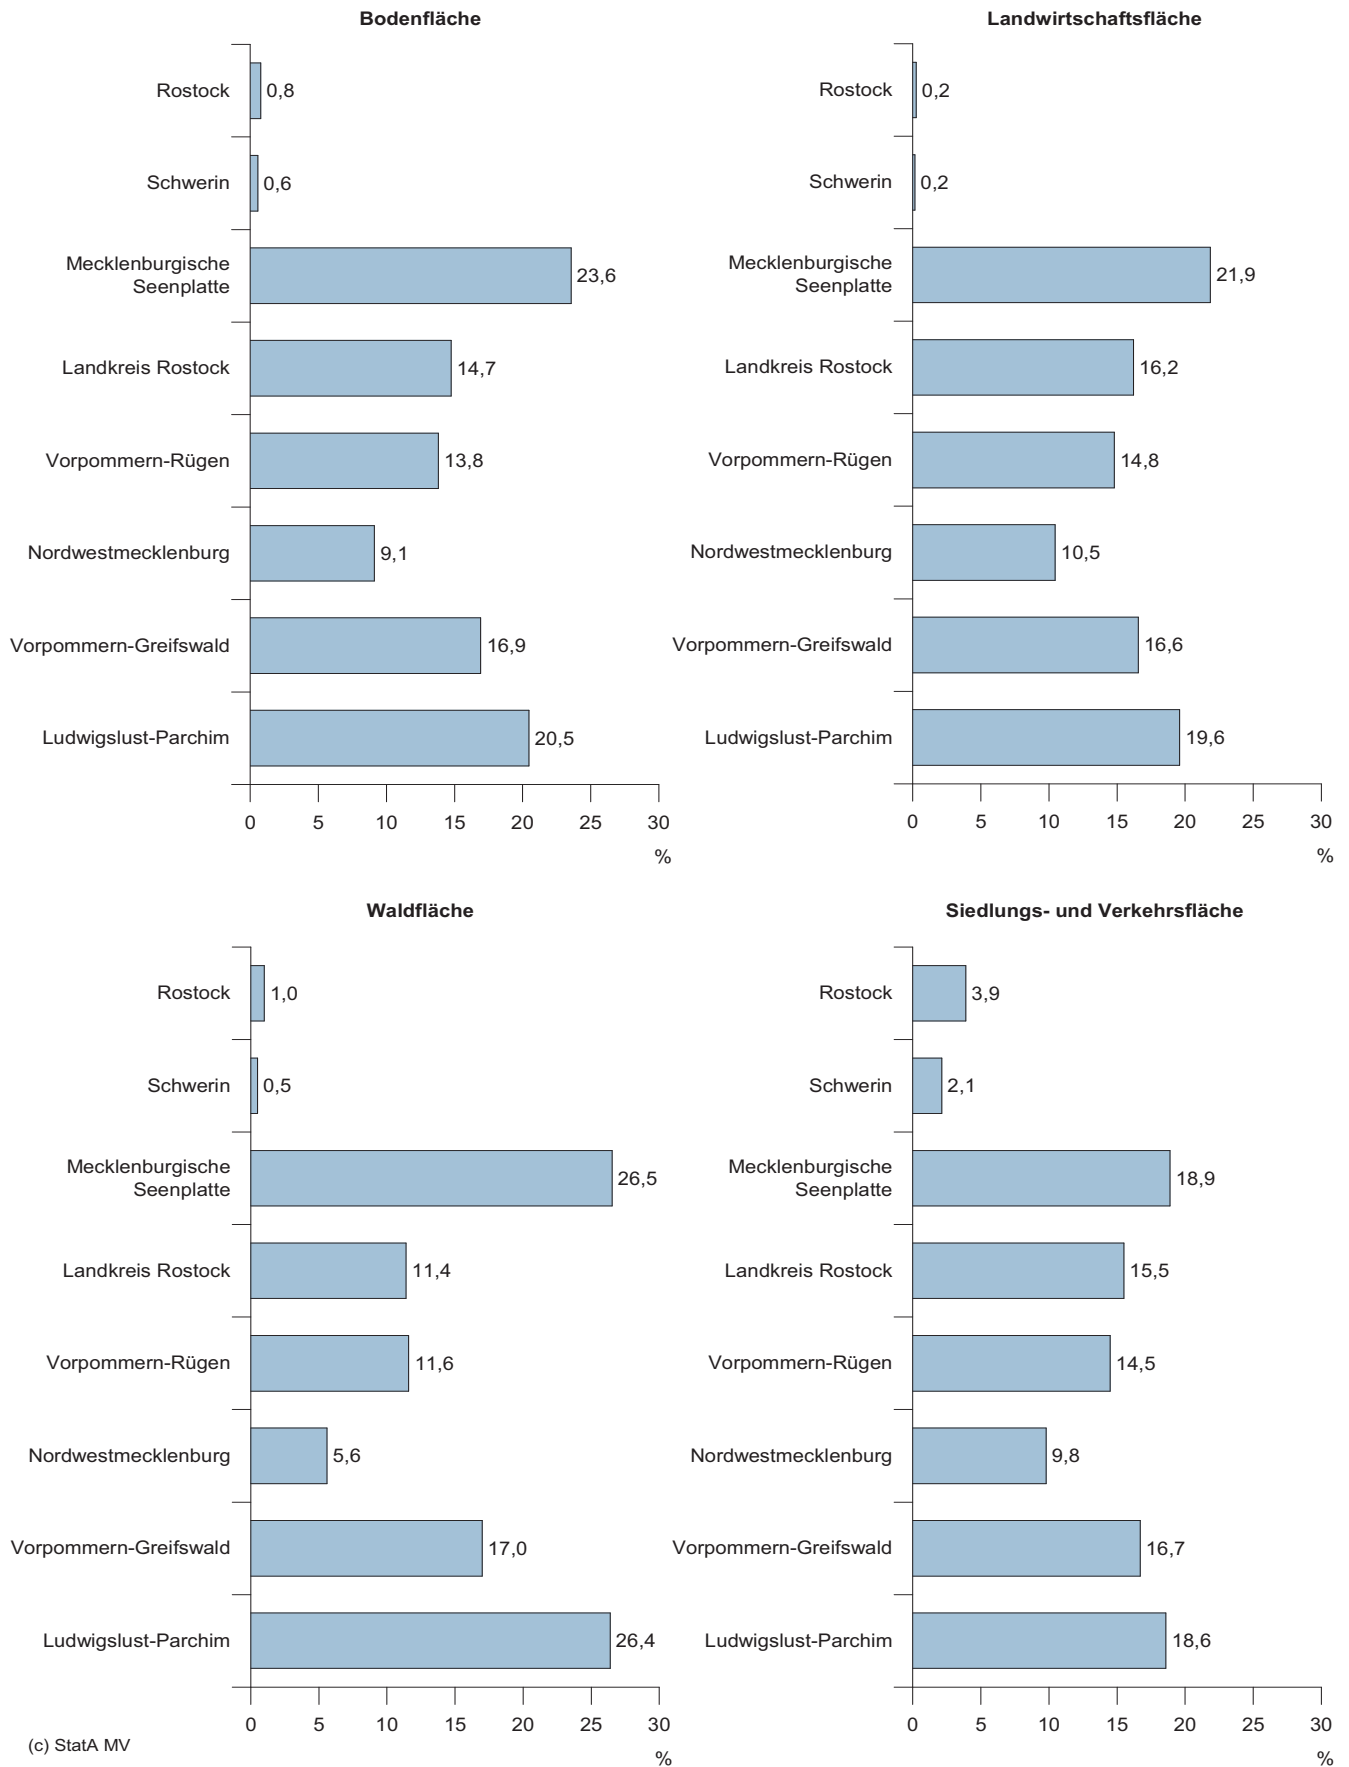 Bodenfläche
Rostock 0,8
Schwerin 0,6
Mecklenburgische
Seenplatte 23,6
Landkreis Rostock 14,7
Vorpommern-Rügen 13,8
Nordwestmecklenburg 9,1
Vorpommern-Greifswald 16,9
Ludwigslust-Parchim 20,5
0 5 10 15 20 25 30
%
Landwirtschaftsfläche
Rostock 0,2
Schwerin 0,2
Mecklenburgische
Seenplatte 21,9
Landkreis Rostock 16,2
Vorpommern-Rügen 14,8
Nordwestmecklenburg 10,5
Vorpommern-Greifswald 16,6
Ludwigslust-Parchim 19,6
0 5 10 15 20 25 30
%
Waldfläche
Rostock 1,0
Schwerin 0,5
Mecklenburgische
Seenplatte 26,5
Landkreis Rostock 11,4
Vorpommern-Rügen 11,6
Nordwestmecklenburg 5,6
Vorpommern-Greifswald 17,0
Ludwigslust-Parchim 26,4
0 5 10 15 20 25 30
%
Siedlungs- und Verkehrsfläche
Rostock 3,9
Schwerin 2,1
Mecklenburgische
Seenplatte 18,9
Landkreis Rostock 15,5
Vorpommern-Rügen 14,5
Nordwestmecklenburg 9,8
Vorpommern-Greifswald 16,7
Ludwigslust-Parchim 18,6
0 5 10 15 20 25 30
%
(c) StatA MV